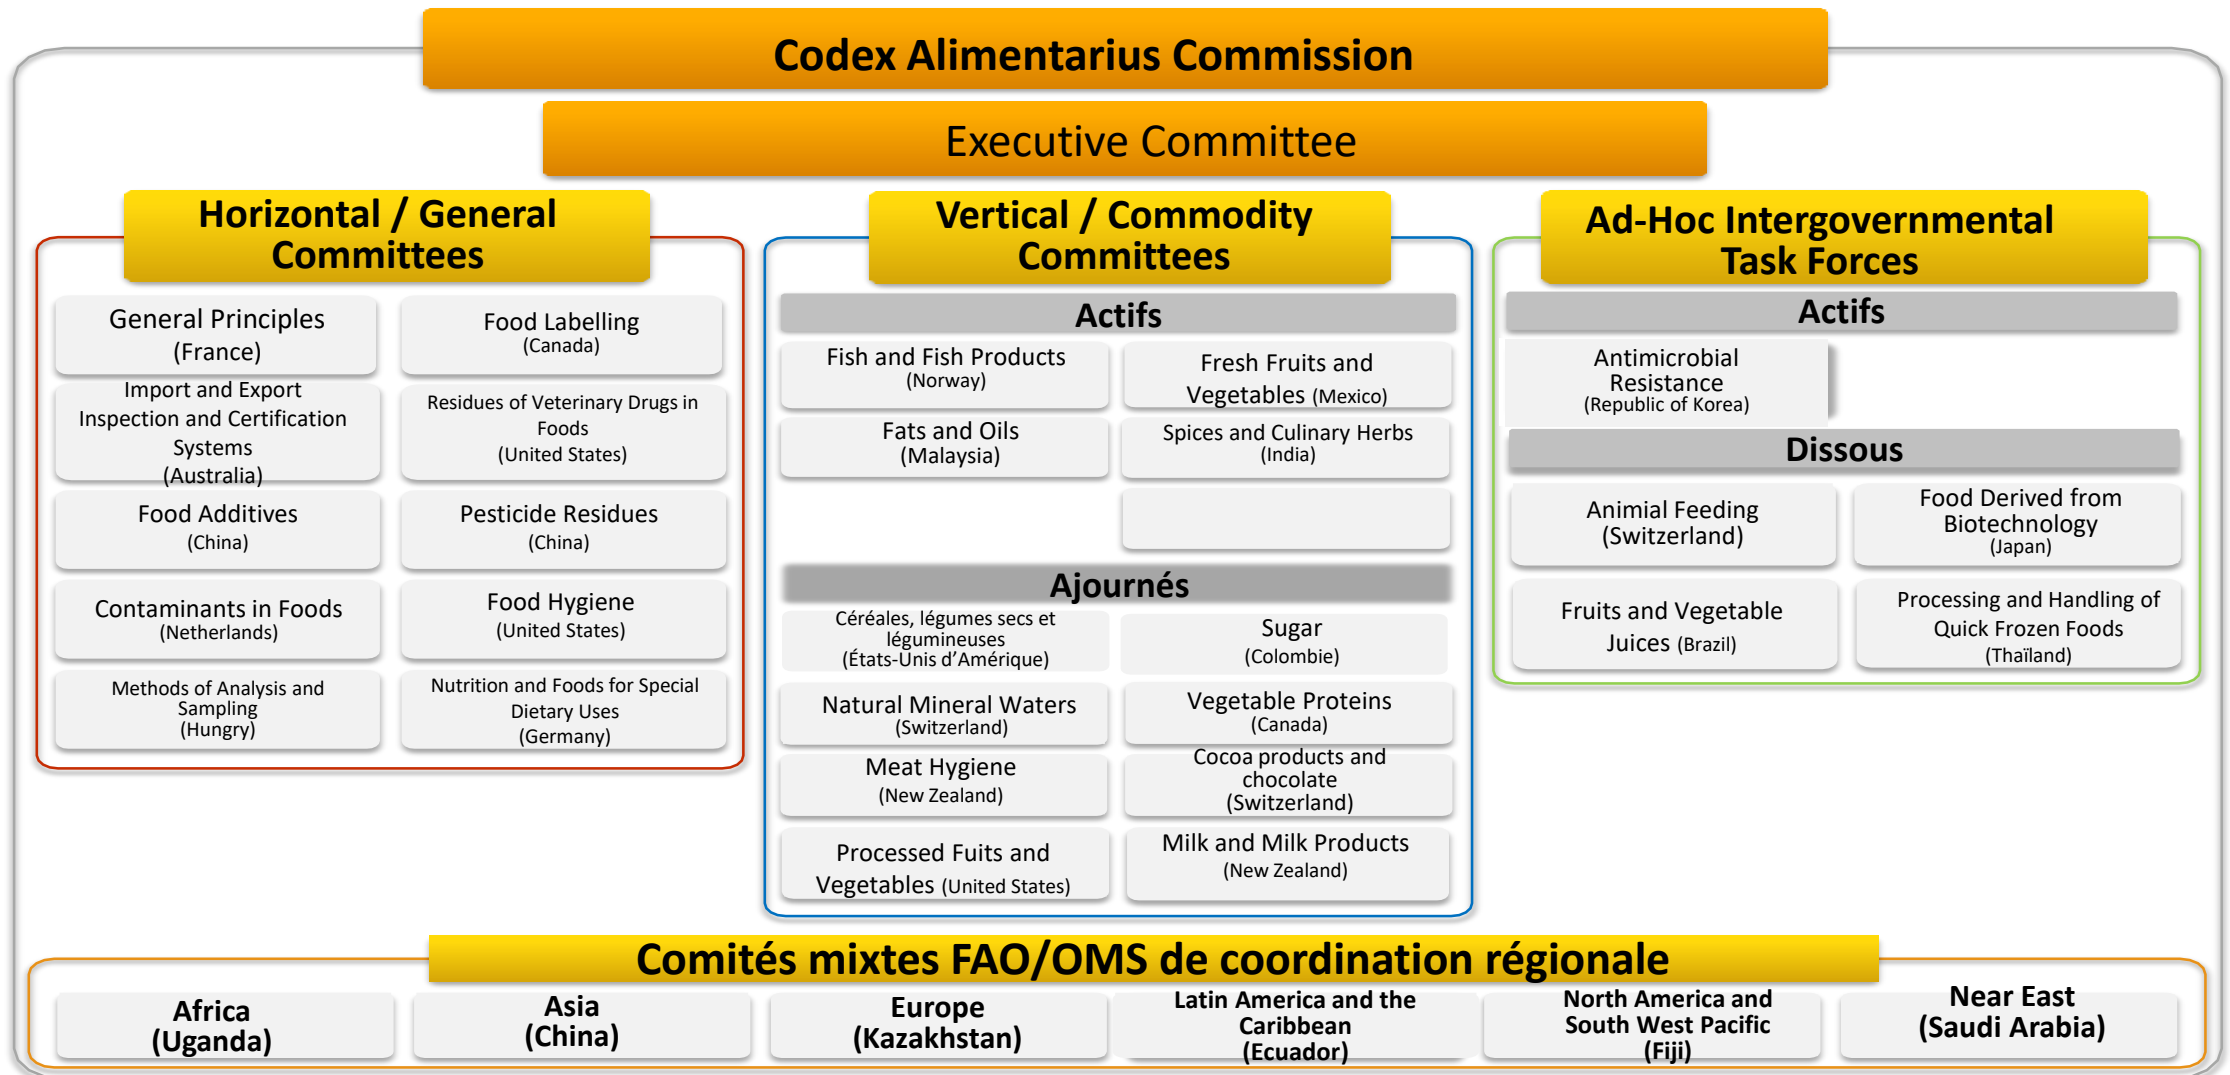 Codex Alimentarius Commission
Executive Committee
Horizontal / General
Committees
General Principles
(France)
Food Labelling
(Canada)
Import and Export
Inspection and Certification
Systems
(Australia)
Residues of Veterinary Drugs in
Foods
(United States)
Food Additives
(China)
Pesticide Residues
(China)
Contaminants in Foods
(Netherlands)
Food Hygiene
(United States)
Methods of Analysis and
Sampling
(Hungry)
Nutrition and Foods for Special
Dietary Uses
(Germany)
Vertical / Commodity
Committees
Actifs
Fish and Fish Products
(Norway)
Fresh Fruits and
Vegetables (Mexico)
Fats and Oils
(Malaysia)
Spices and Culinary Herbs
(India)
Ajournés
Céréales, légumes secs et
légumineuses
(États-Unis d’Amérique)
Sugar
(Colombie)
Natural Mineral Waters
(Switzerland)
Vegetable Proteins
(Canada)
Meat Hygiene
(New Zealand)
Cocoa products and
chocolate
(Switzerland)
Processed Fuits and
Vegetables (United States)
Milk and Milk Products
(New Zealand)
Ad-Hoc Intergovernmental
Task Forces
Actifs
Antimicrobial
Resistance
(Republic of Korea)
Dissous
Animial Feeding
(Switzerland)
Food Derived from
Biotechnology
(Japan)
Fruits and Vegetable
Juices (Brazil)
Processing and Handling of
Quick Frozen Foods
(Thaïland)
Comités mixtes FAO/OMS de coordination régionale
Africa
(Uganda)
Asia
(China)
Europe
(Kazakhstan)
Latin America and the
Caribbean
(Ecuador)
North America and
South West Pacific
(Fiji)
Near East
(Saudi Arabia)